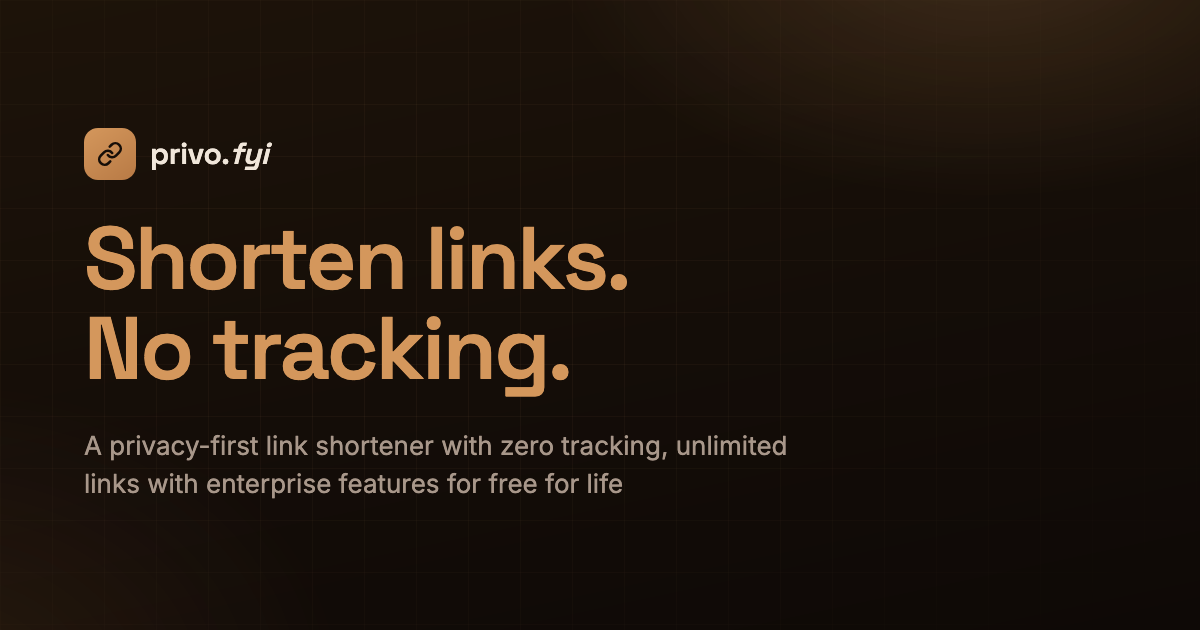 privo.fyi
Shorten links.
No tracking.
A privacy-first link shortener with zero tracking, unlimited
links with enterprise features for free for life